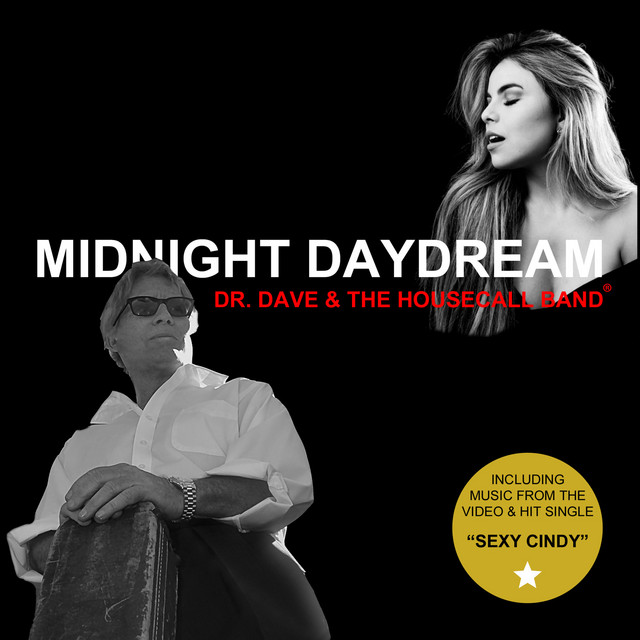 MIDNIGHT DAYDREAM
DR. DAVE & THE HOUSECALL BAND®
INCLUDING
MUSIC FROM THE
VIDEO & HIT SINGLE
“SEXY CINDY”